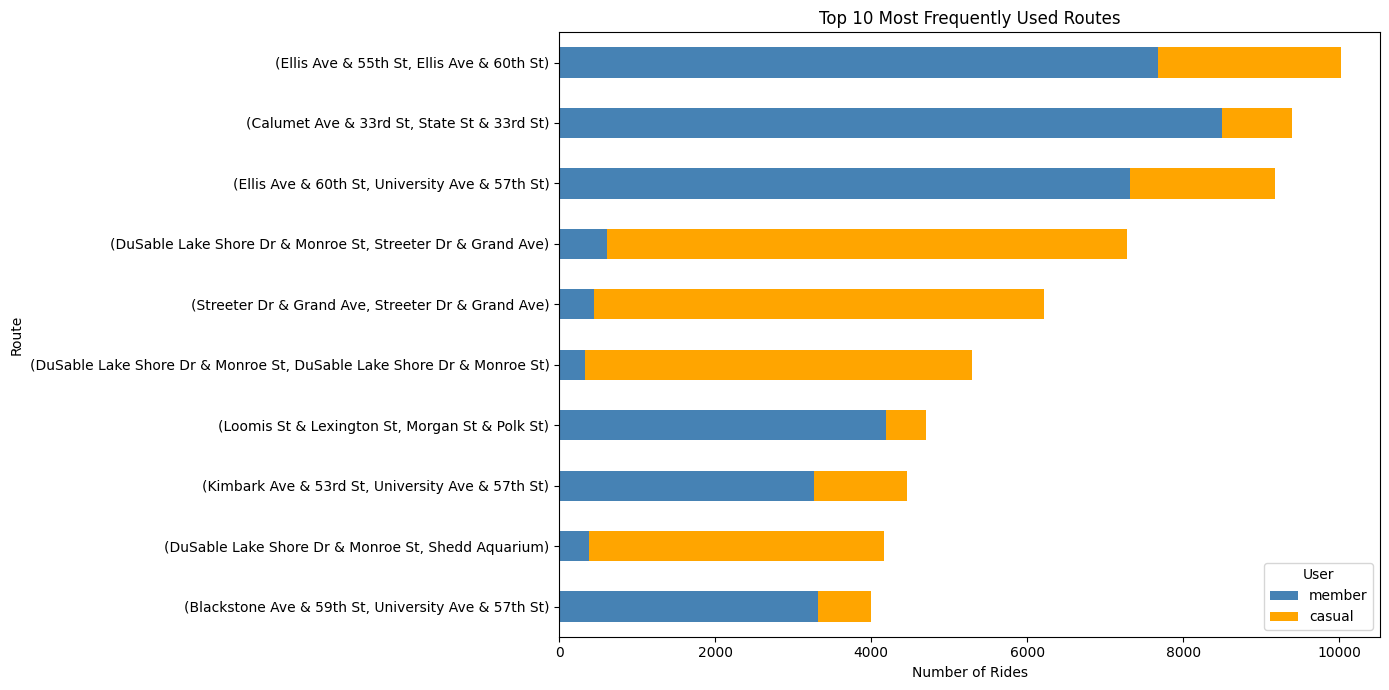 Top 10 Most Frequently Used Routes
(Ellis Ave & 55th St, Ellis Ave & 60th St)
(Calumet Ave & 33rd St, State St & 33rd St)
(Ellis Ave & 60th St, University Ave & 57th St)
(DuSable Lake Shore Dr & Monroe St, Streeter Dr & Grand Ave)
(Streeter Dr & Grand Ave, Streeter Dr & Grand Ave)
(DuSable Lake Shore Dr & Monroe St, DuSable Lake Shore Dr & Monroe St)
(Loomis St & Lexington St, Morgan St & Polk St)
(Kimbark Ave & 53rd St, University Ave & 57th St)
(DuSable Lake Shore Dr & Monroe St, Shedd Aquarium)
(Blackstone Ave & 59th St, University Ave & 57th St)
Route
User
member
casual
0 2000 4000 6000 8000 10000
Number of Rides